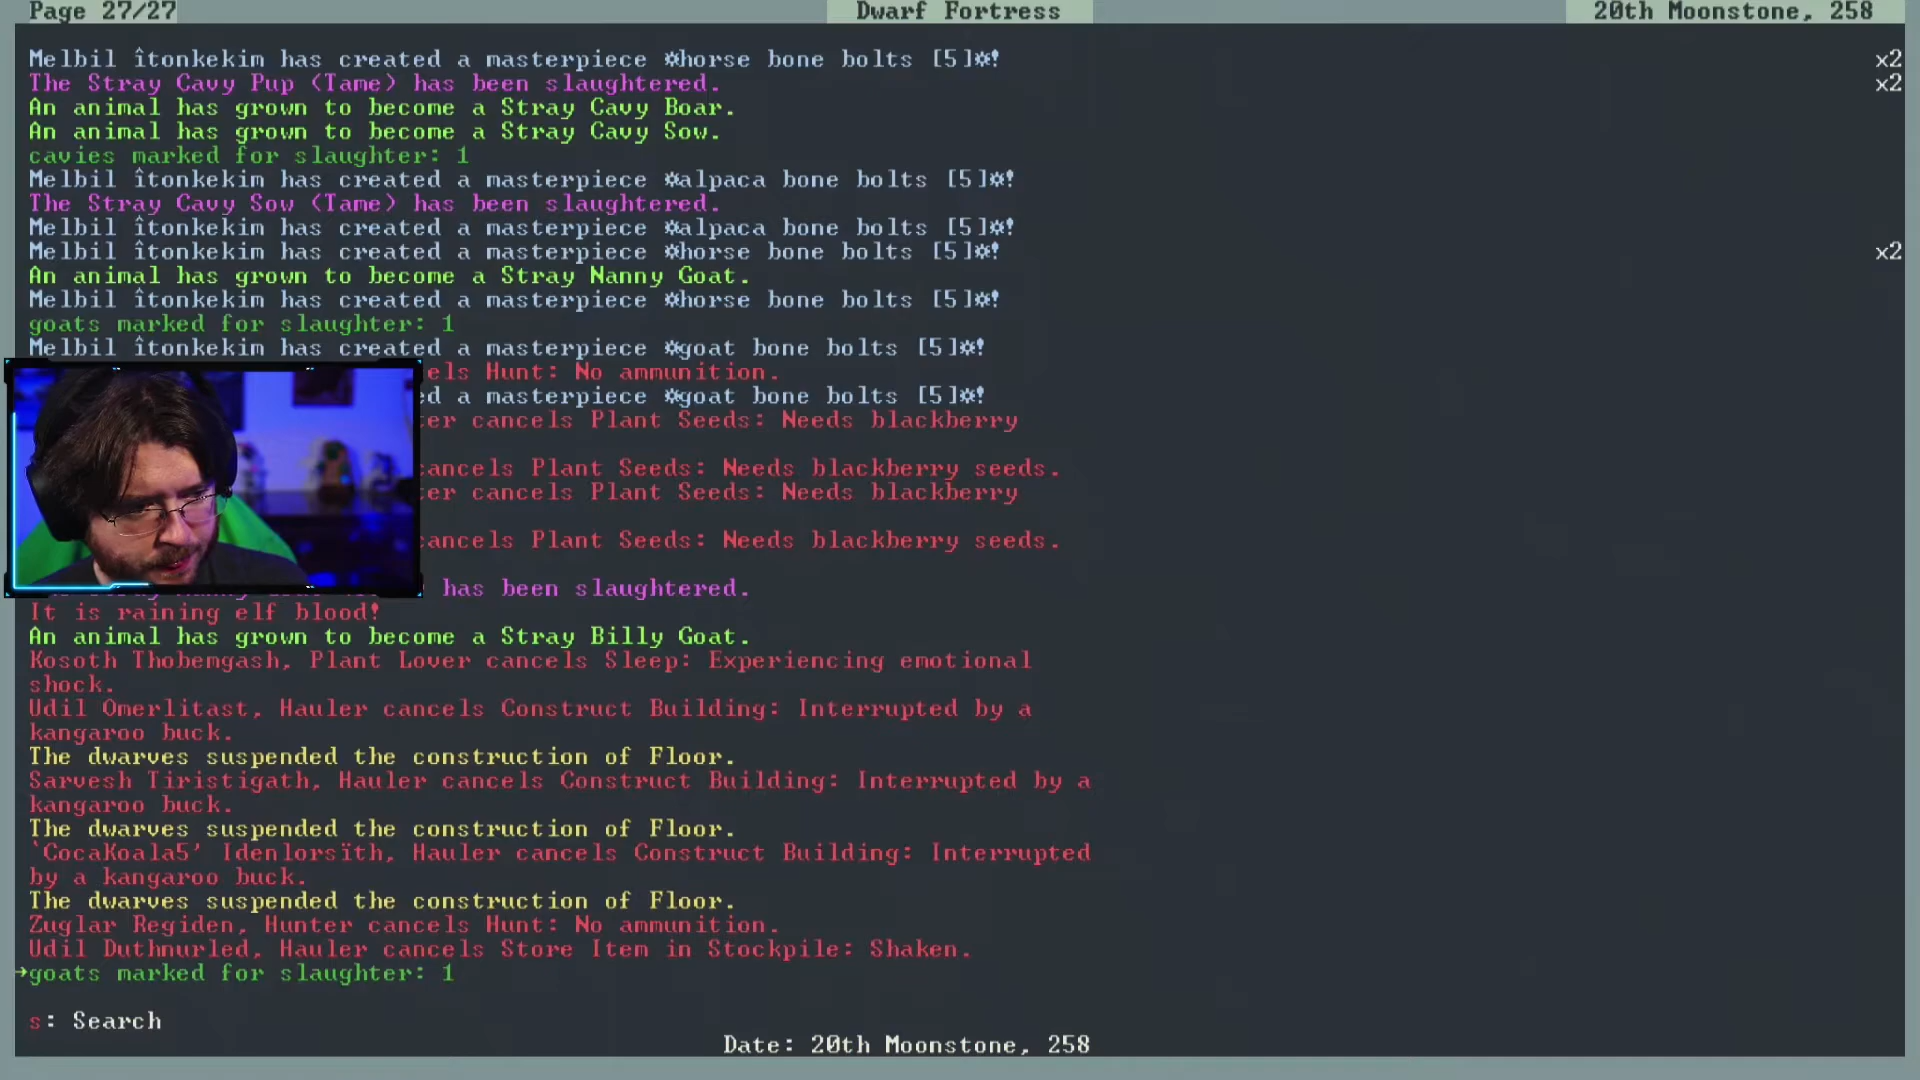 Page 27/27
Dwarf Fortress
20th Moonstone, 258
Melbil îtonkekim has created a masterpiece ☼horse bone bolts [5]☼! x2
The Stray Cavy Pup (Tame) has been slaughtered. x2
An animal has grown to become a Stray Cavy Boar.
An animal has grown to become a Stray Cavy Sow.
cavies marked for slaughter: 1
Melbil îtonkekim has created a masterpiece ☼alpaca bone bolts [5]☼!
The Stray Cavy Sow (Tame) has been slaughtered.
Melbil îtonkekim has created a masterpiece ☼alpaca bone bolts [5]☼!
Melbil îtonkekim has created a masterpiece ☼horse bone bolts [5]☼! x2
An animal has grown to become a Stray Nanny Goat.
Melbil îtonkekim has created a masterpiece ☼horse bone bolts [5]☼!
goats marked for slaughter: 1
Melbil îtonkekim has created a masterpiece ☼goat bone bolts [5]☼!
els Hunt: No ammunition.
d a masterpiece ☼goat bone bolts [5]☼!
ter cancels Plant Seeds: Needs blackberry
cancels Plant Seeds: Needs blackberry seeds.
ter cancels Plant Seeds: Needs blackberry
cancels Plant Seeds: Needs blackberry seeds.
has been slaughtered.
It is raining elf blood!
An animal has grown to become a Stray Billy Goat.
Kosoth Thobemgash, Plant Lover cancels Sleep: Experiencing emotional
shock.
Udil Omerlitast, Hauler cancels Construct Building: Interrupted by a
kangaroo buck.
The dwarves suspended the construction of Floor.
Sarvesh Tiristigath, Hauler cancels Construct Building: Interrupted by a
kangaroo buck.
The dwarves suspended the construction of Floor.
`CocaKoala5' Idenlorsïth, Hauler cancels Construct Building: Interrupted
by a kangaroo buck.
The dwarves suspended the construction of Floor.
Zuglar Regiden, Hunter cancels Hunt: No ammunition.
Udil Duthnurled, Hauler cancels Store Item in Stockpile: Shaken.
→goats marked for slaughter: 1
s: Search
Date: 20th Moonstone, 258